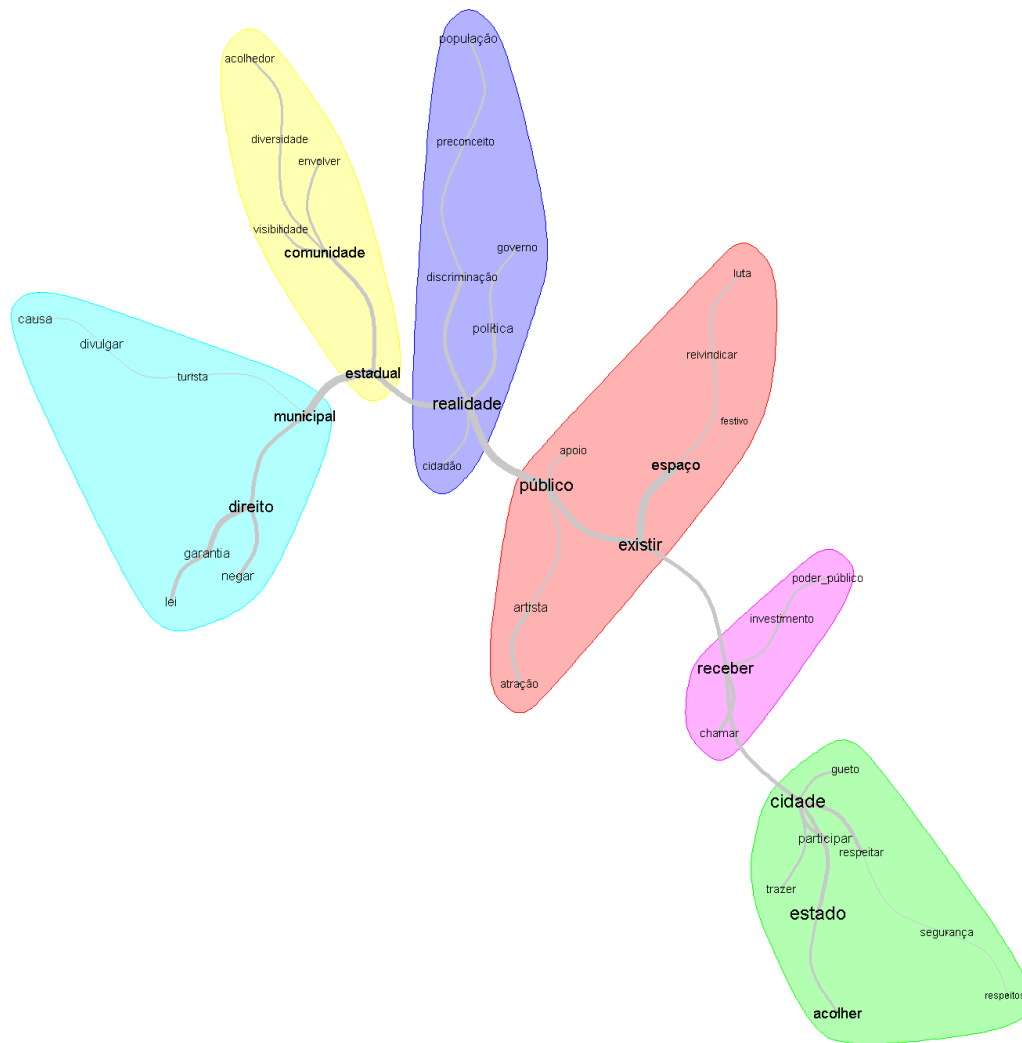 população
acolhedor
preconceito
diversidade
envolver
visibilidade
comunidade
governo
discriminação
luta
causa
política
divulgar
reivindicar
turista
estadual
realidade
municipal
festivo
apoio
espaço
cidadão
público
direito
existir
garantia
negar
poder_público
lei
artista
investimento
receber
atração
chamar
gueto
cidade
participar
respeitar
trazer
estado
segurança
respeitos
acolher